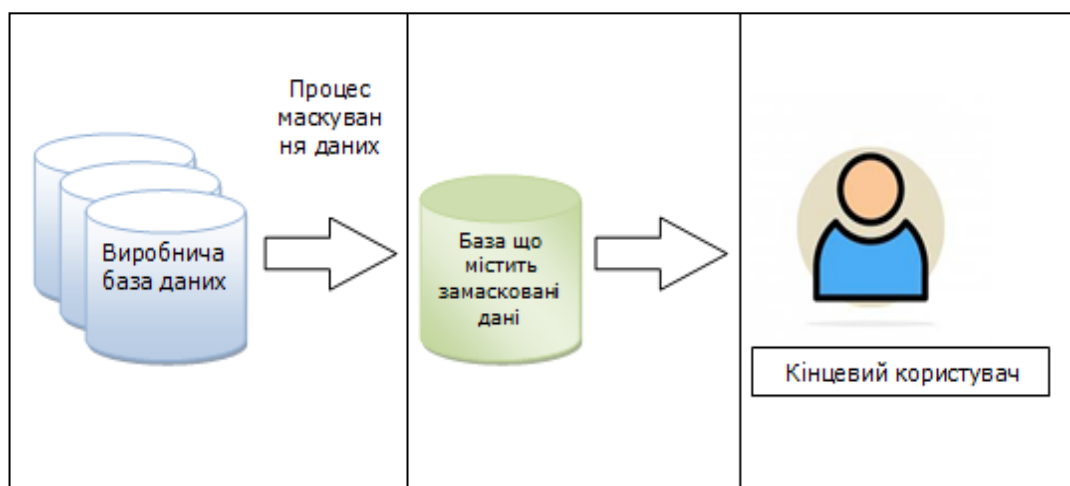 Процес
маскуван
ня даних
Виробнича
база даних
База що
містить
замасковані
дані
Кінцевий користувач